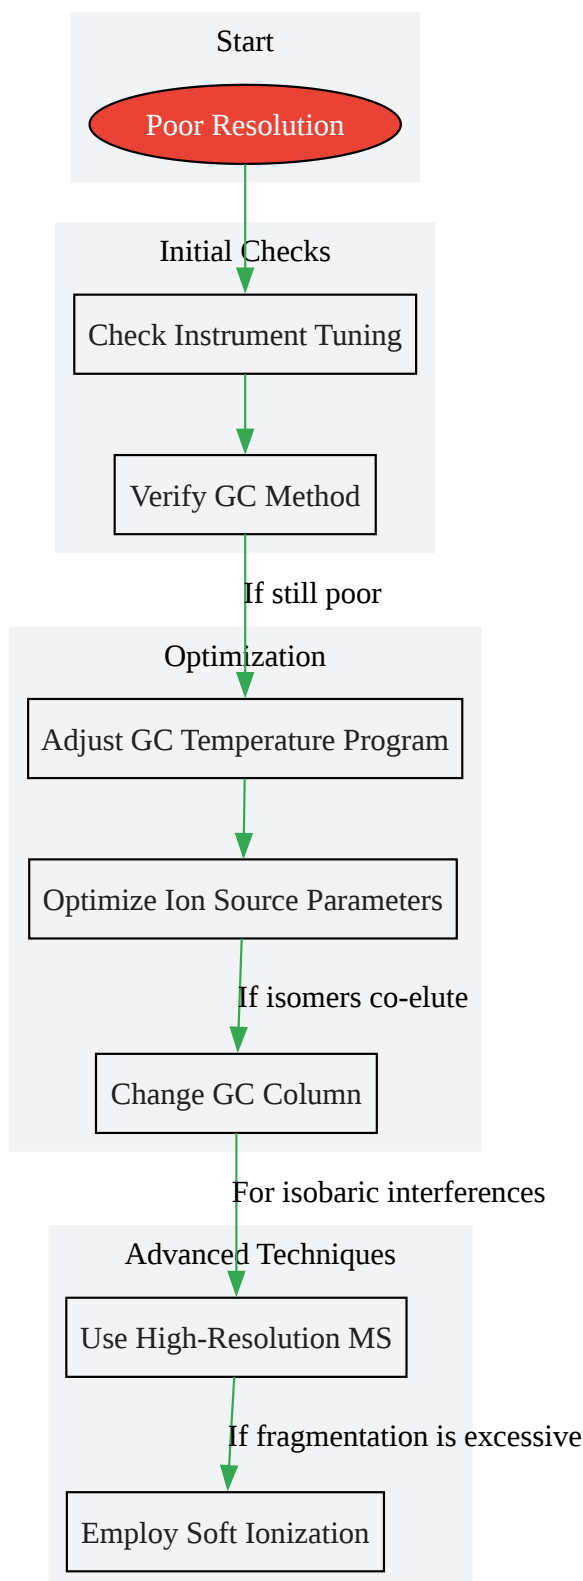 Start
Poor Resolution
Initial Checks
Check Instrument Tuning
Verify GC Method
If still poor
Optimization
Adjust GC Temperature Program
Optimize Ion Source Parameters
If isomers co-elute
Change GC Column
For isobaric interferences
Advanced Techniques
Use High-Resolution MS
If fragmentation is excessive
Employ Soft Ionization